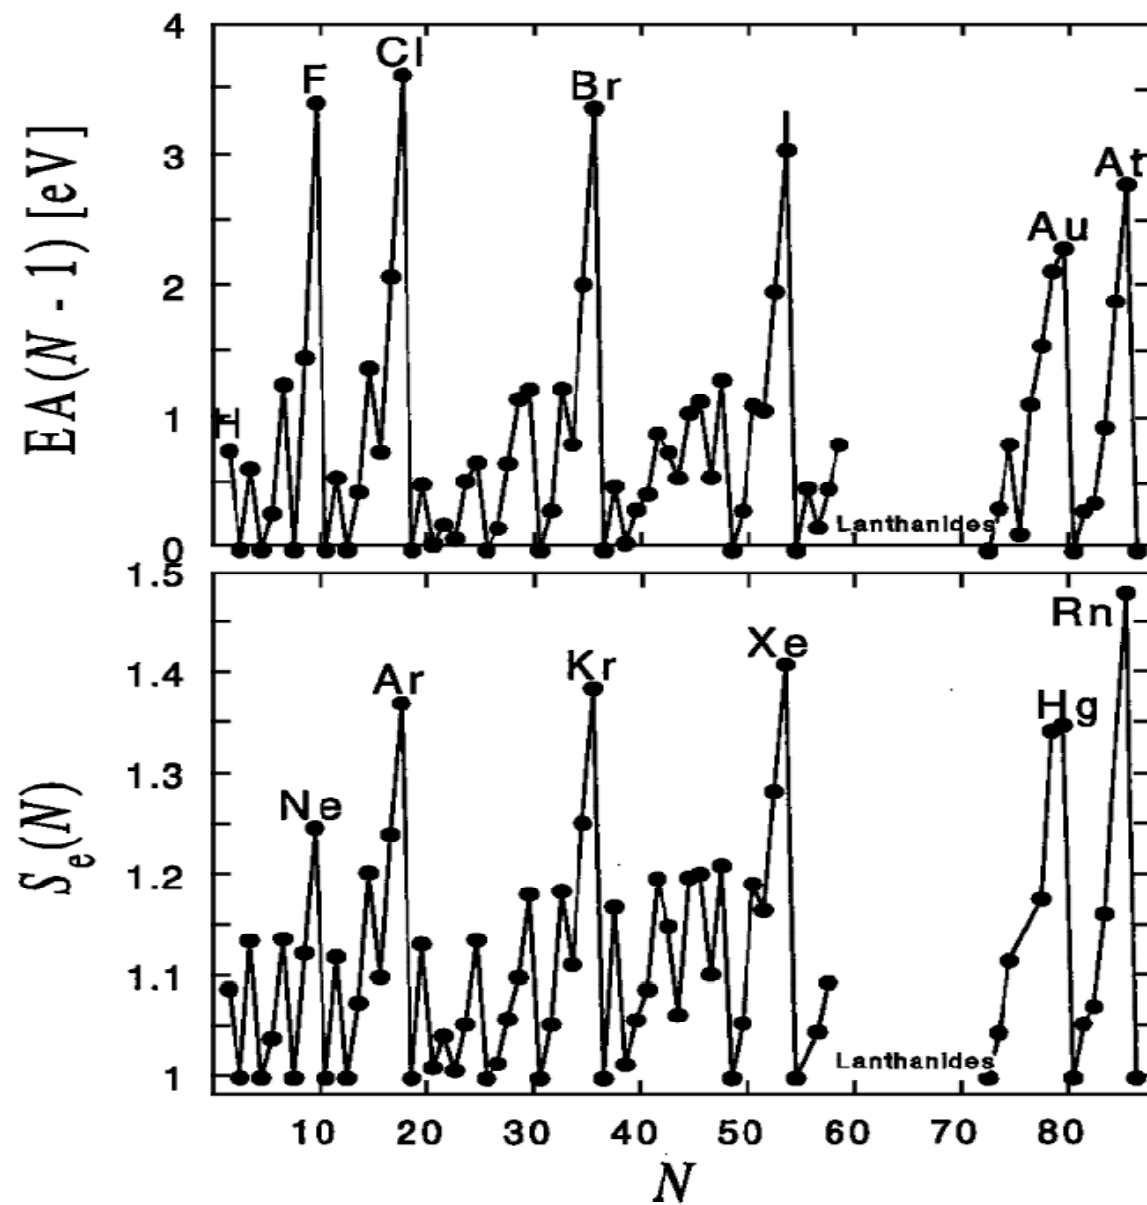 EA(N - 1) [eV]
4
3
2
1
0
H
F
Cl
Br
Au
At
Lanthanides
S_e(N)
1.5
1.4
1.3
1.2
1.1
1
Ne
Ar
Kr
Xe
Hg
Rn
Lanthanides
10 20 30 40 50 60 70 80
N